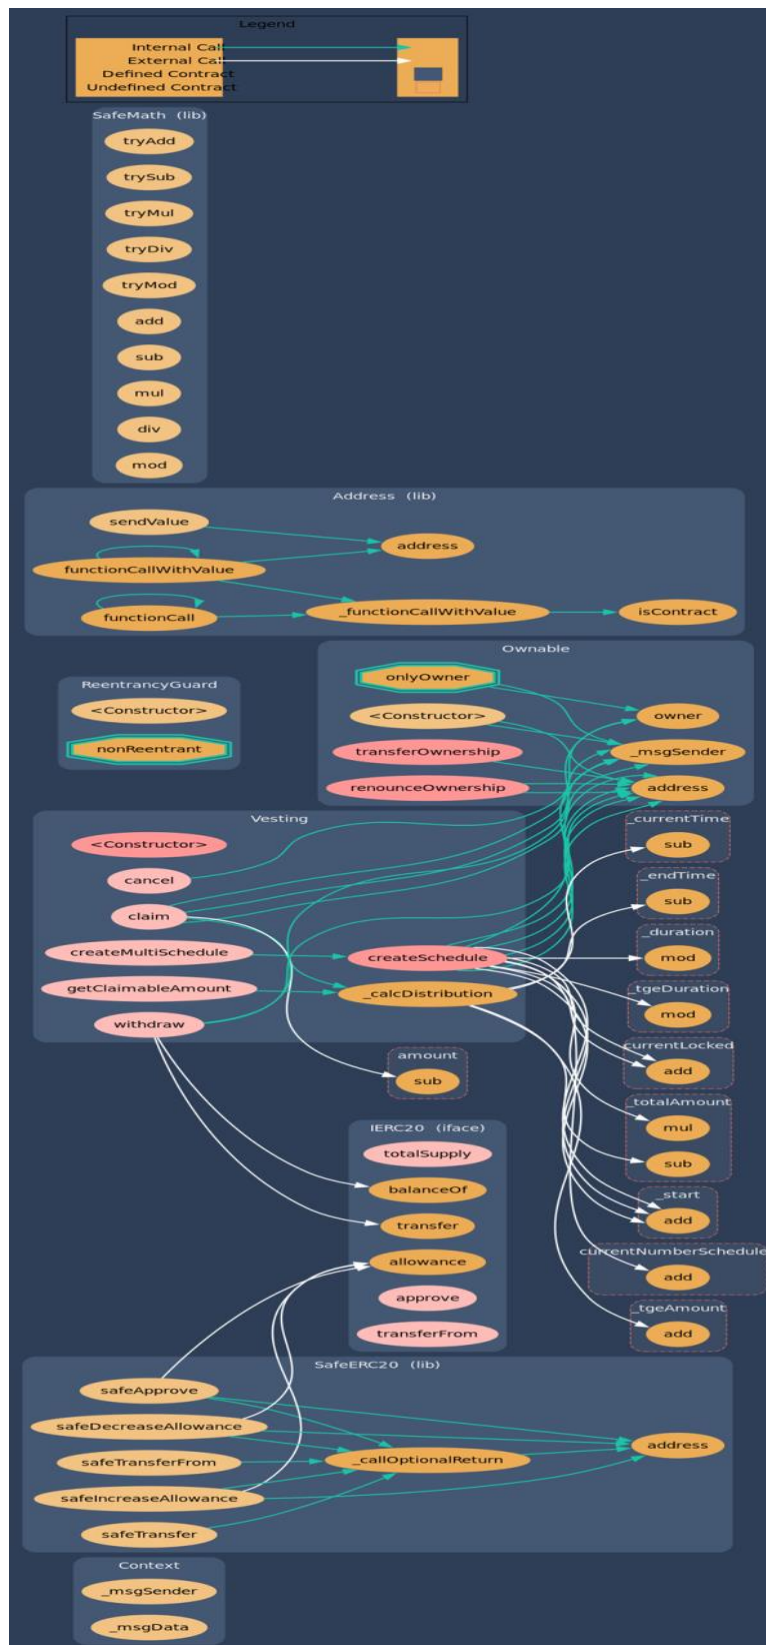 Legend
Internal Call
External Call
Defined Contract
Undefined Contract
SafeMath (lib)
tryAdd
trySub
tryMul
tryDiv
tryMod
add
sub
mul
div
mod
Address (lib)
sendValue
address
functionCallWithValue
functionCall
_functionCallWithValue
isContract
Ownable
onlyOwner
<Constructor>
owner
transferOwnership
_msgSender
renounceOwnership
address
ReentrancyGuard
<Constructor>
nonReentrant
Vesting
<Constructor>
cancel
claim
createMultiSchedule
createSchedule
getClaimableAmount
_calcDistribution
withdraw
_currentTime
sub
_endTime
sub
_duration
mod
_tgeDuration
mod
currentLocked
add
_totalAmount
mul
sub
_start
add
currentNumberSchedule
add
_tgeAmount
add
amount
sub
IERC20 (iface)
totalSupply
balanceOf
transfer
allowance
approve
transferFrom
SafeERC20 (lib)
safeApprove
safeDecreaseAllowance
address
safeTransferFrom
_callOptionalReturn
safeIncreaseAllowance
safeTransfer
Context
_msgSender
_msgData